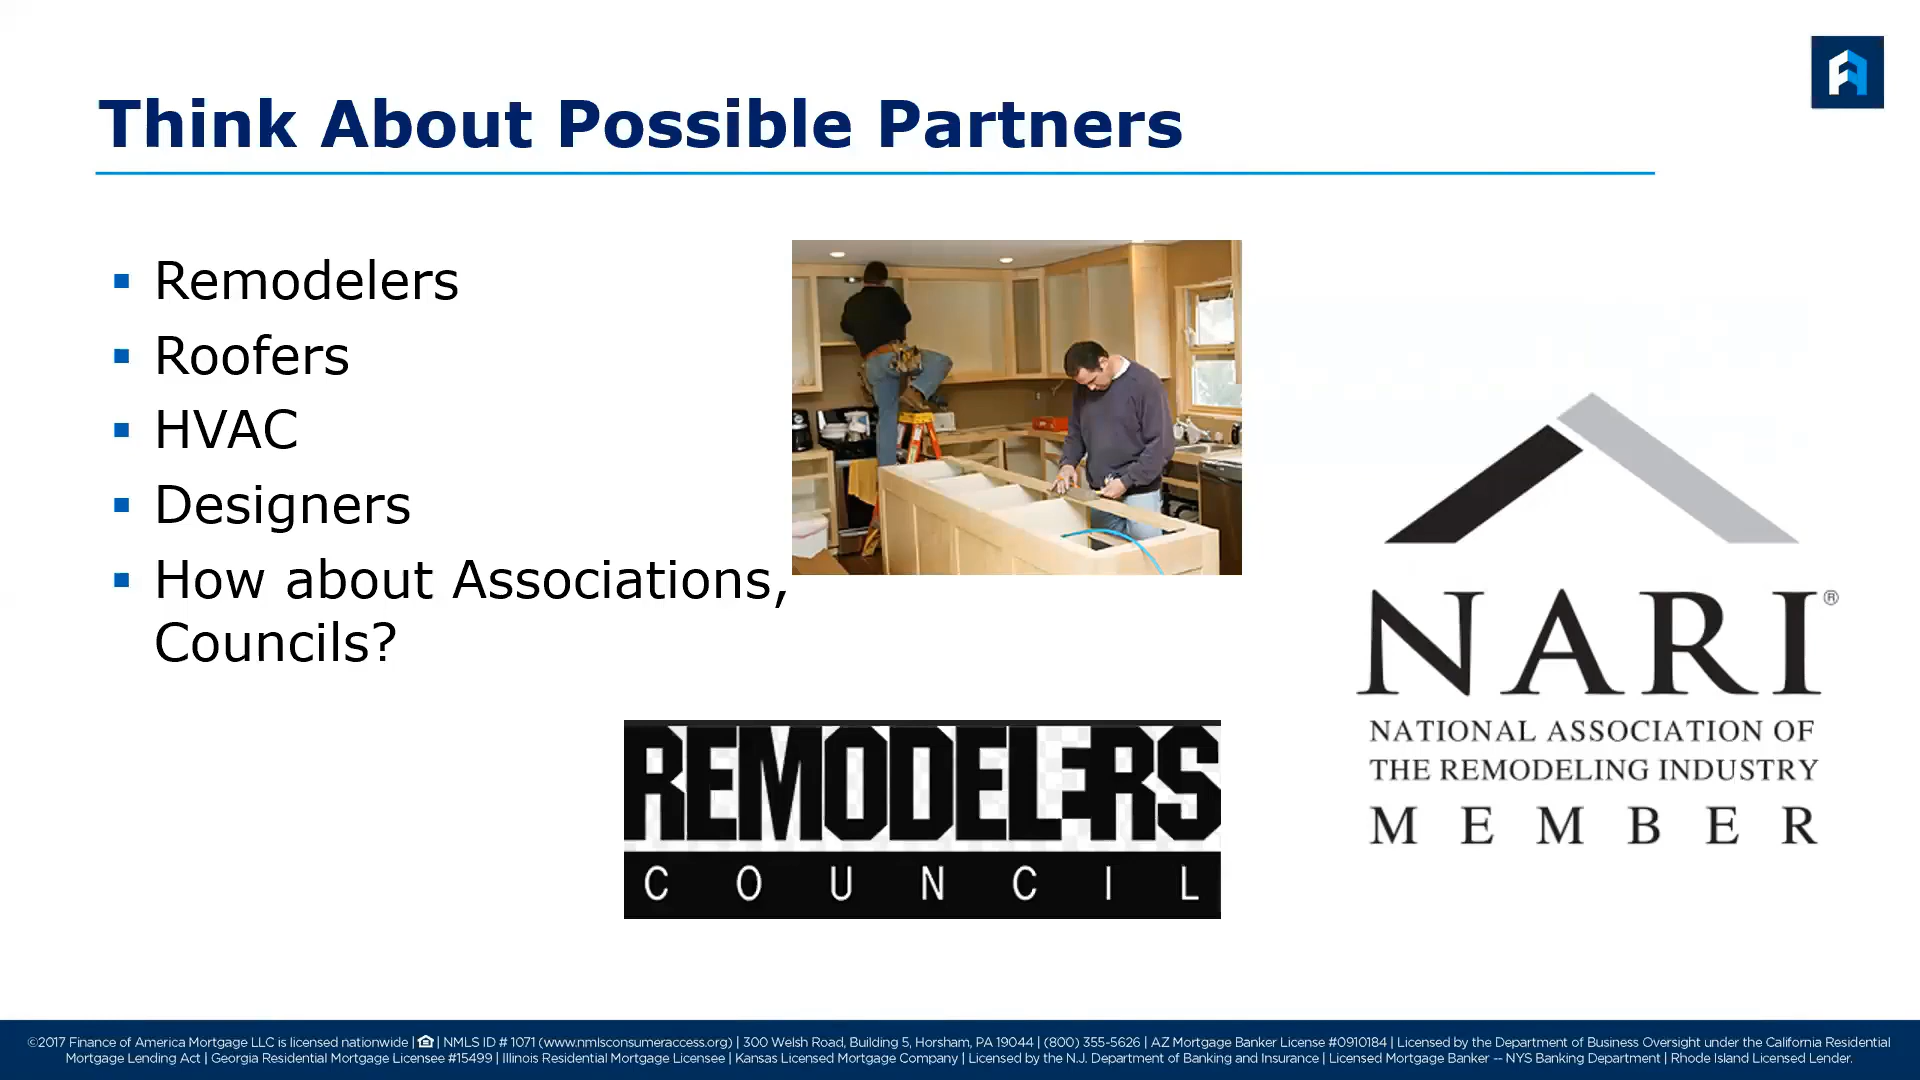 Think About Possible Partners
Remodelers
Roofers
HVAC
Designers
How about Associations,
Councils?
REMODELERS
COUNCIL
NARI®
NATIONAL ASSOCIATION OF
THE REMODELING INDUSTRY
MEMBER
©2017 Finance of America Mortgage LLC is licensed nationwide | | NMLS ID # 1071 (www.nmlsconsumeraccess.org) | 300 Welsh Road, Building 5, Horsham, PA 19044 | (800) 355-5626 | AZ Mortgage Banker License #0910184 | Licensed by the Department of Business Oversight under the California Residential
Mortgage Lending Act | Georgia Residential Mortgage Licensee #15499 | Illinois Residential Mortgage Licensee | Kansas Licensed Mortgage Company | Licensed by the N.J. Department of Banking and Insurance | Licensed Mortgage Banker -- NYS Banking Department | Rhode Island Licensed Lender.